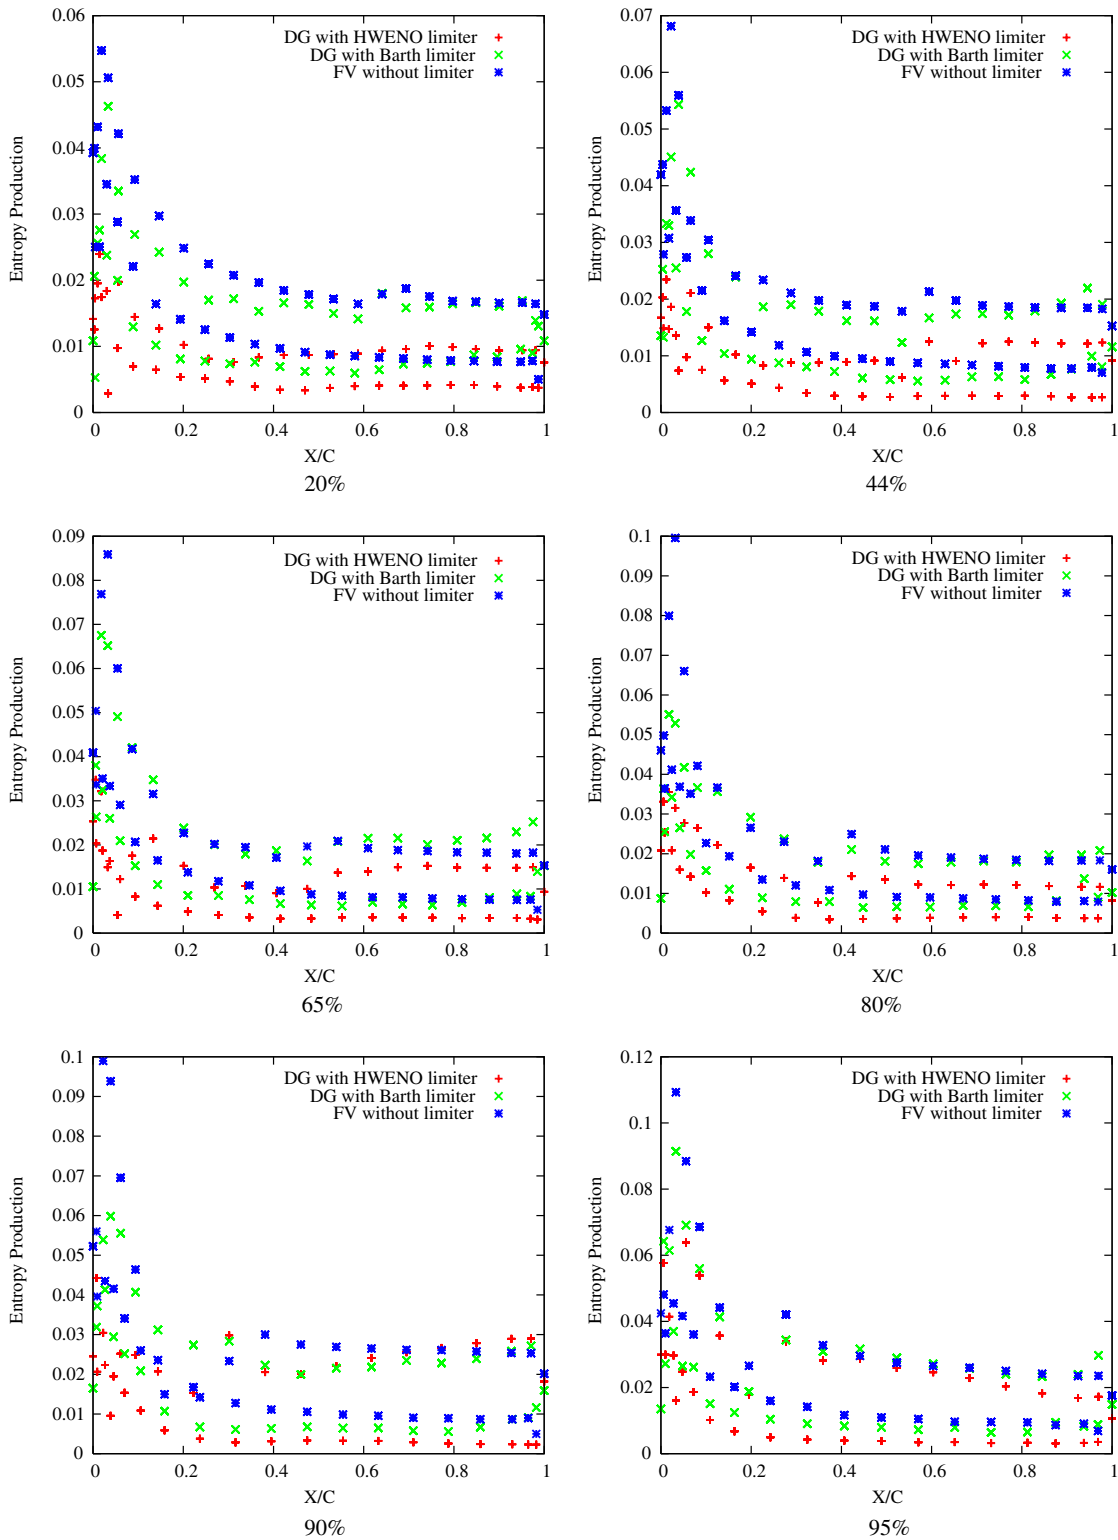 0.06
0.05
0.04
0.03
0.02
0.01
0
0 0.2 0.4 0.6 0.8 1
Entropy Production
X/C
DG with HWENO limiter
DG with Barth limiter
FV without limiter
20%
0.07
0.06
0.05
0.04
0.03
0.02
0.01
0
0 0.2 0.4 0.6 0.8 1
Entropy Production
X/C
DG with HWENO limiter
DG with Barth limiter
FV without limiter
44%
0.09
0.08
0.07
0.06
0.05
0.04
0.03
0.02
0.01
0
0 0.2 0.4 0.6 0.8 1
Entropy Production
X/C
DG with HWENO limiter
DG with Barth limiter
FV without limiter
65%
0.1
0.09
0.08
0.07
0.06
0.05
0.04
0.03
0.02
0.01
0
0 0.2 0.4 0.6 0.8 1
Entropy Production
X/C
DG with HWENO limiter
DG with Barth limiter
FV without limiter
80%
0.1
0.09
0.08
0.07
0.06
0.05
0.04
0.03
0.02
0.01
0
0 0.2 0.4 0.6 0.8 1
Entropy Production
X/C
DG with HWENO limiter
DG with Barth limiter
FV without limiter
90%
0.12
0.1
0.08
0.06
0.04
0.02
0
0 0.2 0.4 0.6 0.8 1
Entropy Production
X/C
DG with HWENO limiter
DG with Barth limiter
FV without limiter
95%